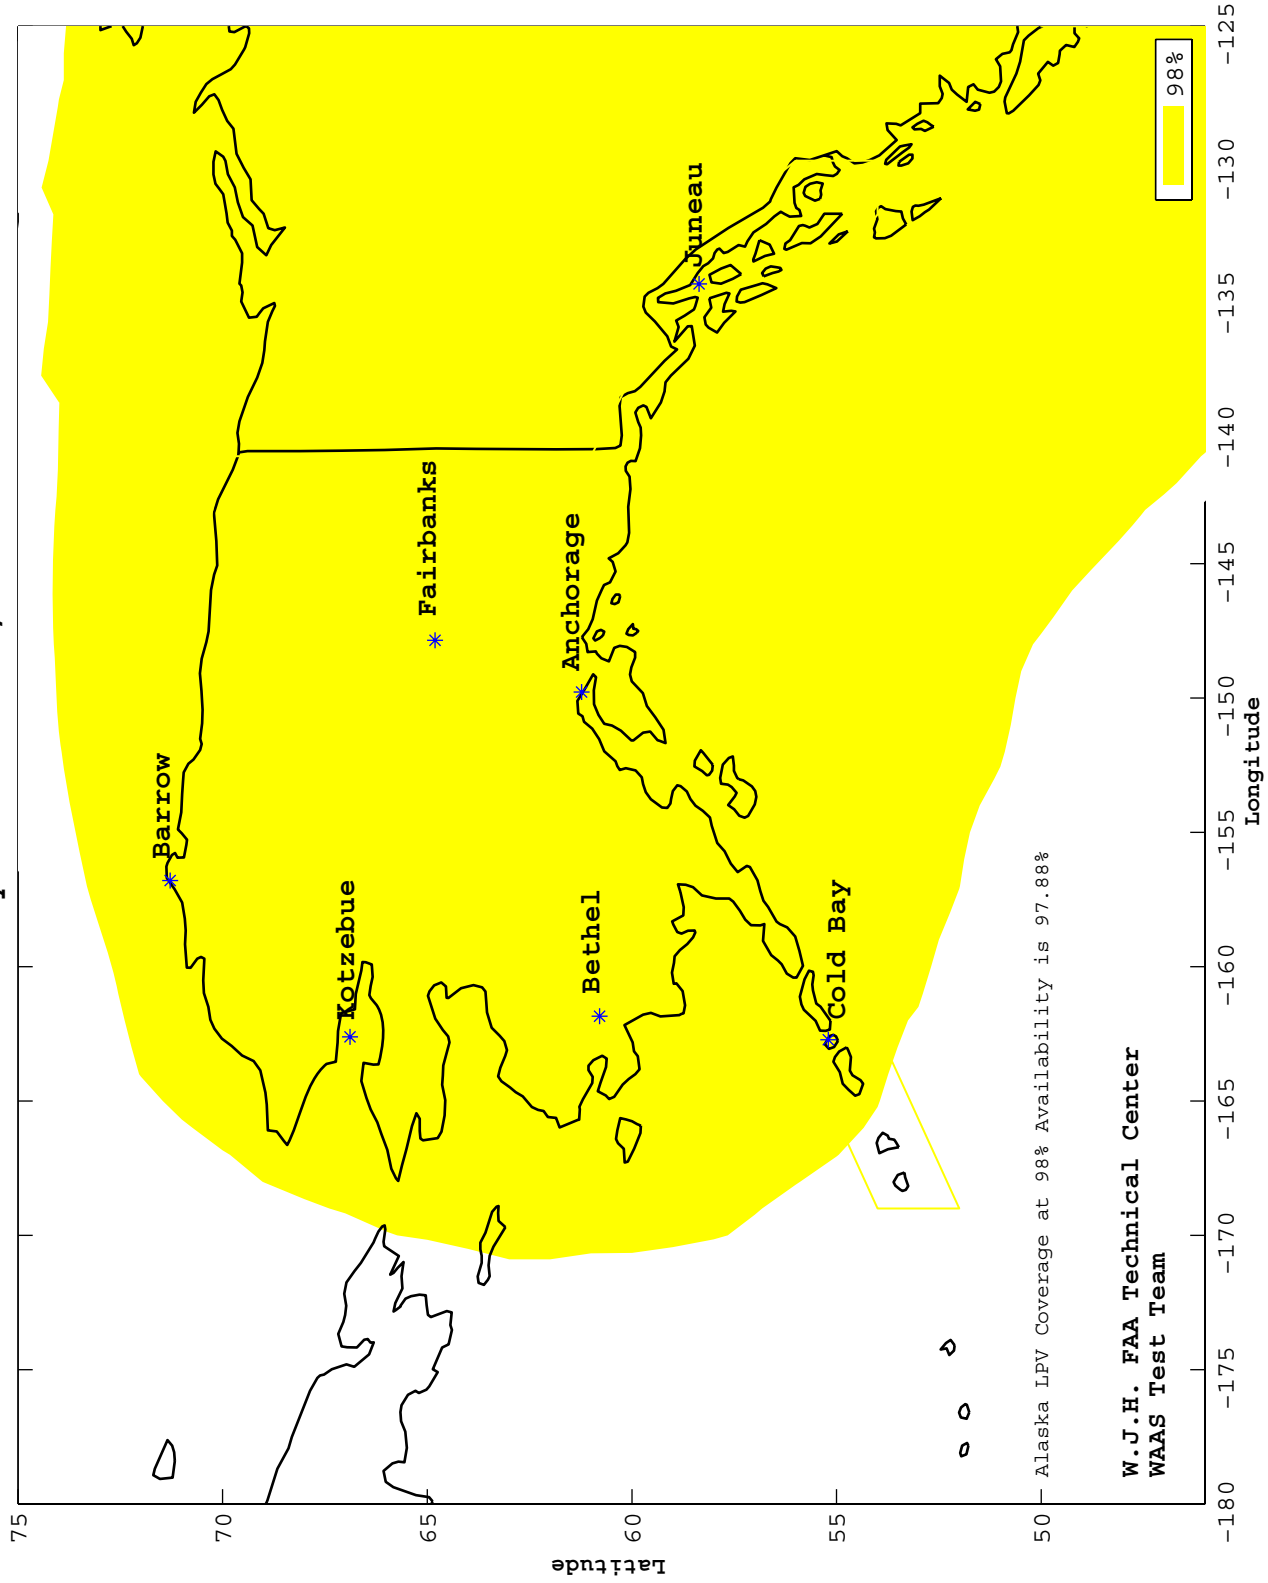 Barrow
Kotzebue
Fairbanks
Anchorage
Bethel
Juneau
Cold Bay
98%
Alaska LPV Coverage at 98% Availability is 97.88%
W.J.H. FAA Technical Center
WAAS Test Team
Latitude
75
70
65
60
55
50
Longitude
-180
-175
-170
-165
-160
-155
-150
-145
-140
-135
-130
-125